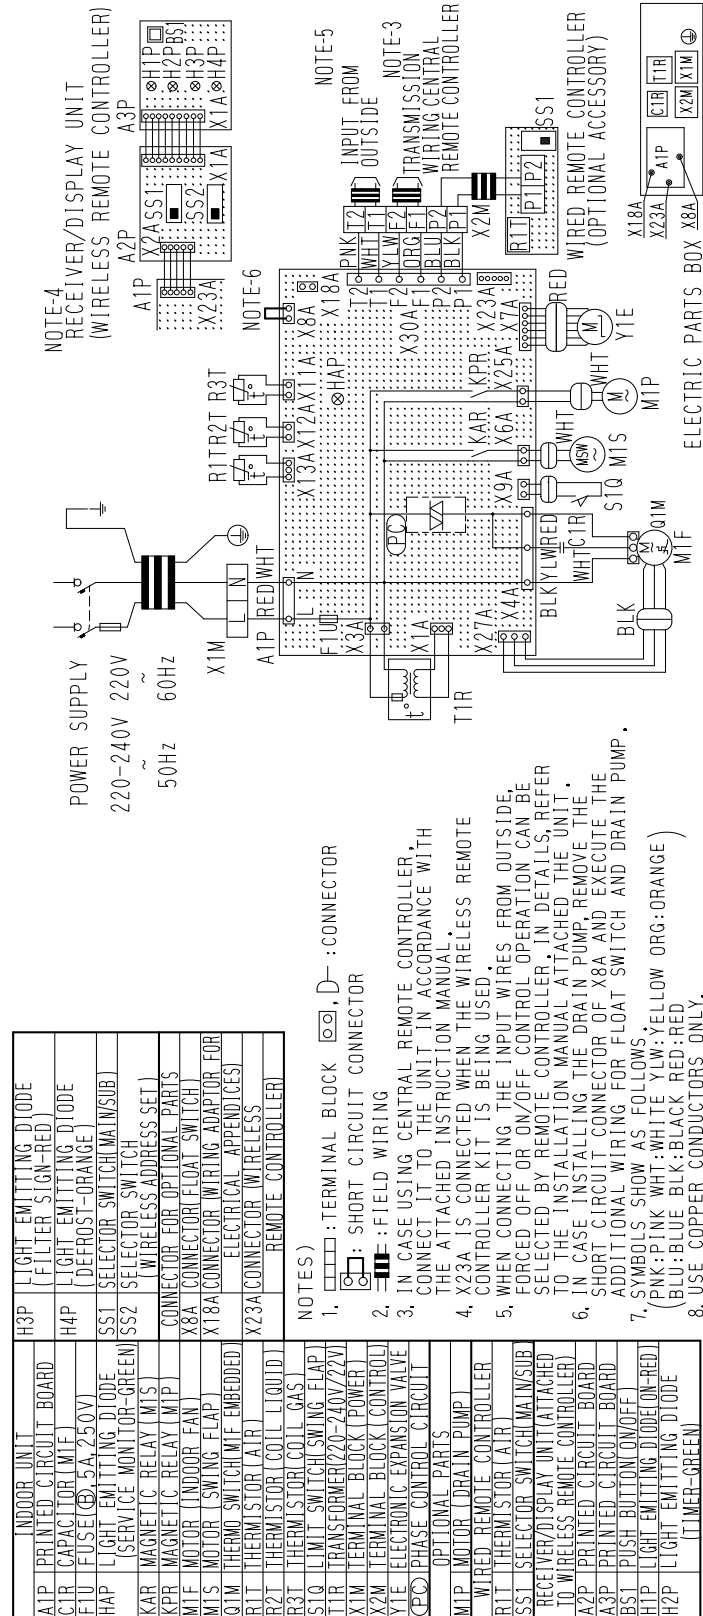 INDOOR UNIT
A1P PRINTED CIRCUIT BOARD
C1R CAPACITOR(M1F)
F1U FUSE(Ⓑ,5A,250V)
HAP LIGHT EMITTING DIODE
(SERVICE MONITOR-GREEN)
KAR MAGNETIC RELAY(M1S)
KPR MAGNETIC RELAY(M1P)
M1F MOTOR(INDOOR FAN)
M1S MOTOR(SWING FLAP)
Q1M THERMO SWITCH(M1F EMBEDDED)
R1T THERMISTOR(AIR)
R2T THERMISTOR(COIL LIQUID)
R3T THERMISTOR(COIL GAS)
S1Q LIMIT SWITCH(SWING FLAP)
T1R TRANSFORMER(220-240V/22V)
X1M TERMINAL BLOCK(POWER)
X2M TERMINAL BLOCK(CONTROL)
Y1E ELECTRONIC EXPANSION VALVE
PC PHASE CONTROL CIRCUIT
OPTIONAL PARTS
M1P MOTOR(DRAIN PUMP)
WIRED REMOTE CONTROLLER
R1T THERMISTOR(AIR)
SS1 SELECTOR SWITCH(MAIN/SUB)
RECEIVER/DISPLAY UNIT(ATTACHED
TO WIRELESS REMOTE CONTROLLER)
A2P PRINTED CIRCUIT BOARD
A3P PRINTED CIRCUIT BOARD
BS1 PUSH BUTTON(ON/OFF)
H1P LIGHT EMITTING DIODE(ON-RED)
H2P LIGHT EMITTING DIODE
(TIMER-GREEN)
H3P LIGHT EMITTING DIODE
(FILTER SIGN-RED)
H4P LIGHT EMITTING DIODE
(DEFROST-ORANGE)
SS1 SELECTOR SWITCH(MAIN/SUB)
SS2 SELECTOR SWITCH
(WIRELESS ADDRESS SET)
CONNECTOR FOR OPTIONAL PARTS
X8A CONNECTOR(FLOAT SWITCH)
X18A CONNECTOR(WIRING ADAPTOR FOR
ELECTRICAL APPENDICES)
X23A CONNECTOR(WIRELESS
REMOTE CONTROLLER)
NOTES)
1. :TERMINAL BLOCK , :CONNECTOR
: SHORT CIRCUIT CONNECTOR
2. :FIELD WIRING
3. IN CASE USING CENTRAL REMOTE CONTROLLER,
CONNECT IT TO THE UNIT IN ACCORDANCE WITH
THE ATTACHED INSTRUCTION MANUAL.
4. X23A IS CONNECTED WHEN THE WIRELESS REMOTE
CONTROLLER KIT IS BEING USED.
5. WHEN CONNECTING THE INPUT WIRES FROM OUTSIDE,
FORCED OFF OR ON/OFF CONTROL OPERATION CAN BE
SELECTED BY REMOTE CONTROLLER. IN DETAILS,REFER
TO THE INSTALLATION MANUAL ATTACHED THE UNIT.
6. IN CASE INSTALLING THE DRAIN PUMP,REMOVE THE
SHORT CIRCUIT CONNECTOR OF X8A AND EXECUTE THE
ADDITIONAL WIRING FOR FLOAT SWITCH AND DRAIN PUMP.
7. SYMBOLS SHOW AS FOLLOWS.
(PNK:PINK WHT:WHITE YLW:YELLOW ORG:ORANGE)
(BLU:BLUE BLK:BLACK RED:RED)
8. USE COPPER CONDUCTORS ONLY.
POWER SUPPLY
220-240V 220V
~ ~
50Hz 60Hz
X1M
L N
A1P RED WHT
L N
F1U
X3A
X1A
t°
T1R
X27A
X4A
BLK YLW RED
WHT C1R
BLK
M~
Q1M
M1F
PC
X9A
S1Q
R1T R2T R3T
t° t° t°
X13A X12A X11A
HAP
KAR
X6A
WHT
MSW ~
M1S
KPR
X25A
WHT
M ~
M1P
NOTE-6
X8A
X18A
X30A
T2 T1 F2 F1 P2 P1
PNK WHT YLW ORG BLU BLK
T2 T1 F2 F1 P2 P1
X2M
X23A
X7A
RED
M
Y1E
NOTE-5
INPUT FROM
OUTSIDE
NOTE-3
TRANSMISSION
WIRING CENTRAL
REMOTE CONTROLLER
R1T
P1 P2
SS1
WIRED REMOTE CONTROLLER
(OPTIONAL ACCESSORY)
NOTE-4
RECEIVER/DISPLAY UNIT
(WIRELESS REMOTE CONTROLLER)
A1P
X23A
A2P
X2A
SS1
SS2
X1A
A3P
BS1
H1P
H2P
H3P
H4P
X1A
X18A
X23A
X8A
A1P
C1R T1R
X2M X1M
ELECTRIC PARTS BOX